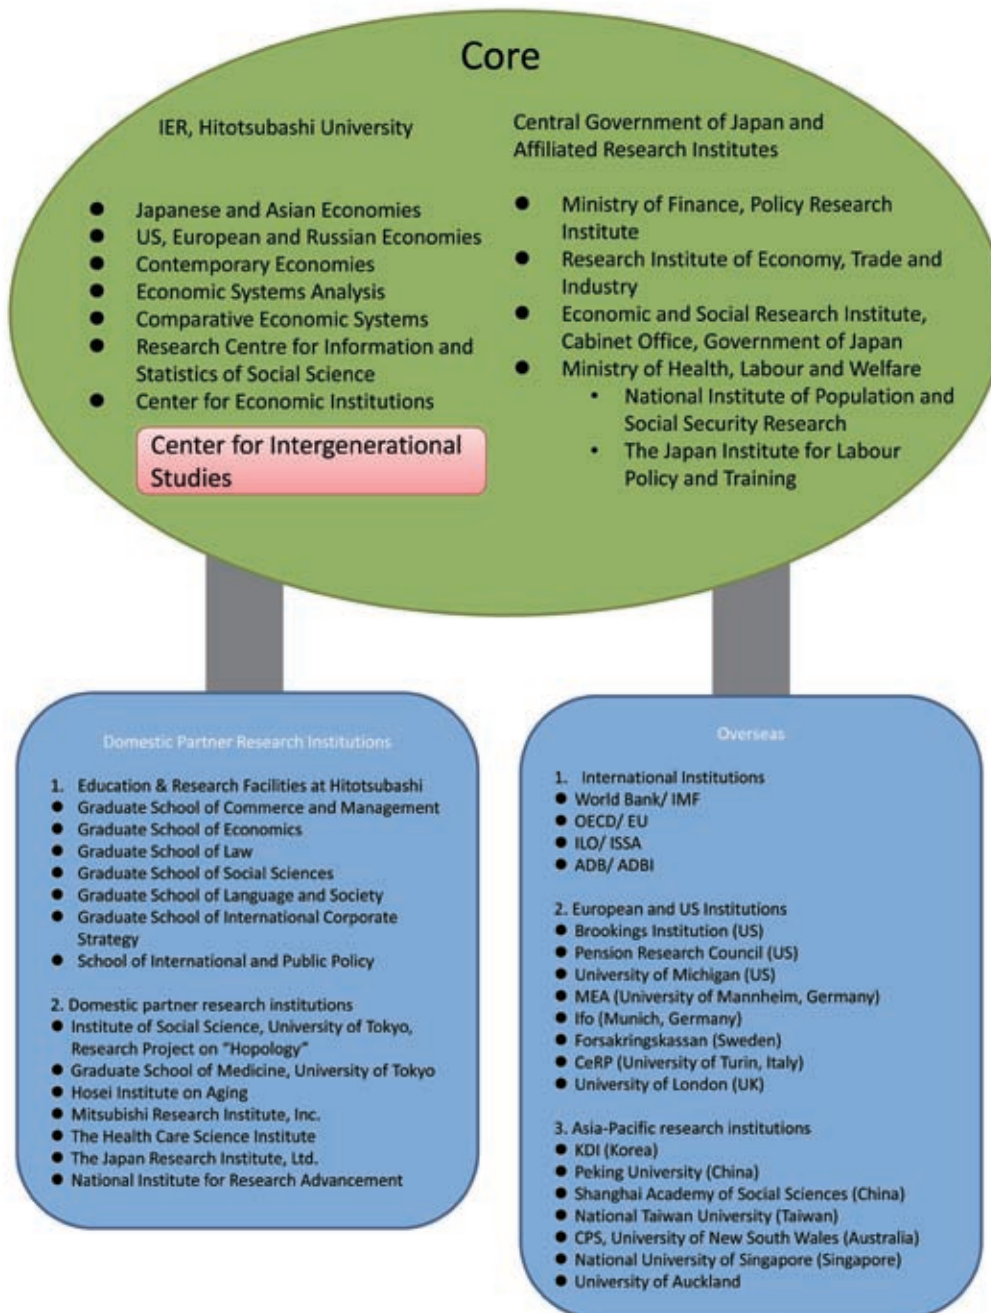 Core
IER, Hitotsubashi University
● Japanese and Asian Economies
● US, European and Russian Economies
● Contemporary Economies
● Economic Systems Analysis
● Comparative Economic Systems
● Research Centre for Information and
Statistics of Social Science
● Center for Economic Institutions
Center for Intergenerational
Studies
Central Government of Japan and
Affiliated Research Institutes
● Ministry of Finance, Policy Research
Institute
● Research Institute of Economy, Trade and
Industry
● Economic and Social Research Institute,
Cabinet Office, Government of Japan
● Ministry of Health, Labour and Welfare
• National Institute of Population and
Social Security Research
• The Japan Institute for Labour
Policy and Training
Domestic Partner Research Institutions
1. Education & Research Facilities at Hitotsubashi
● Graduate School of Commerce and Management
● Graduate School of Economics
● Graduate School of Law
● Graduate School of Social Sciences
● Graduate School of Language and Society
● Graduate School of International Corporate
Strategy
● School of International and Public Policy
2. Domestic partner research institutions
● Institute of Social Science, University of Tokyo,
Research Project on “Hopology”
● Graduate School of Medicine, University of Tokyo
● Hosei Institute on Aging
● Mitsubishi Research Institute, Inc.
● The Health Care Science Institute
● The Japan Research Institute, Ltd.
● National Institute for Research Advancement
Overseas
1. International Institutions
● World Bank/ IMF
● OECD/ EU
● ILO/ ISSA
● ADB/ ADBI
2. European and US Institutions
● Brookings Institution (US)
● Pension Research Council (US)
● University of Michigan (US)
● MEA (University of Mannheim, Germany)
● Ifo (Munich, Germany)
● Forsakringskassan (Sweden)
● CeRP (University of Turin, Italy)
● University of London (UK)
3. Asia-Pacific research institutions
● KDI (Korea)
● Peking University (China)
● Shanghai Academy of Social Sciences (China)
● National Taiwan University (Taiwan)
● CPS, University of New South Wales (Australia)
● National University of Singapore (Singapore)
● University of Auckland